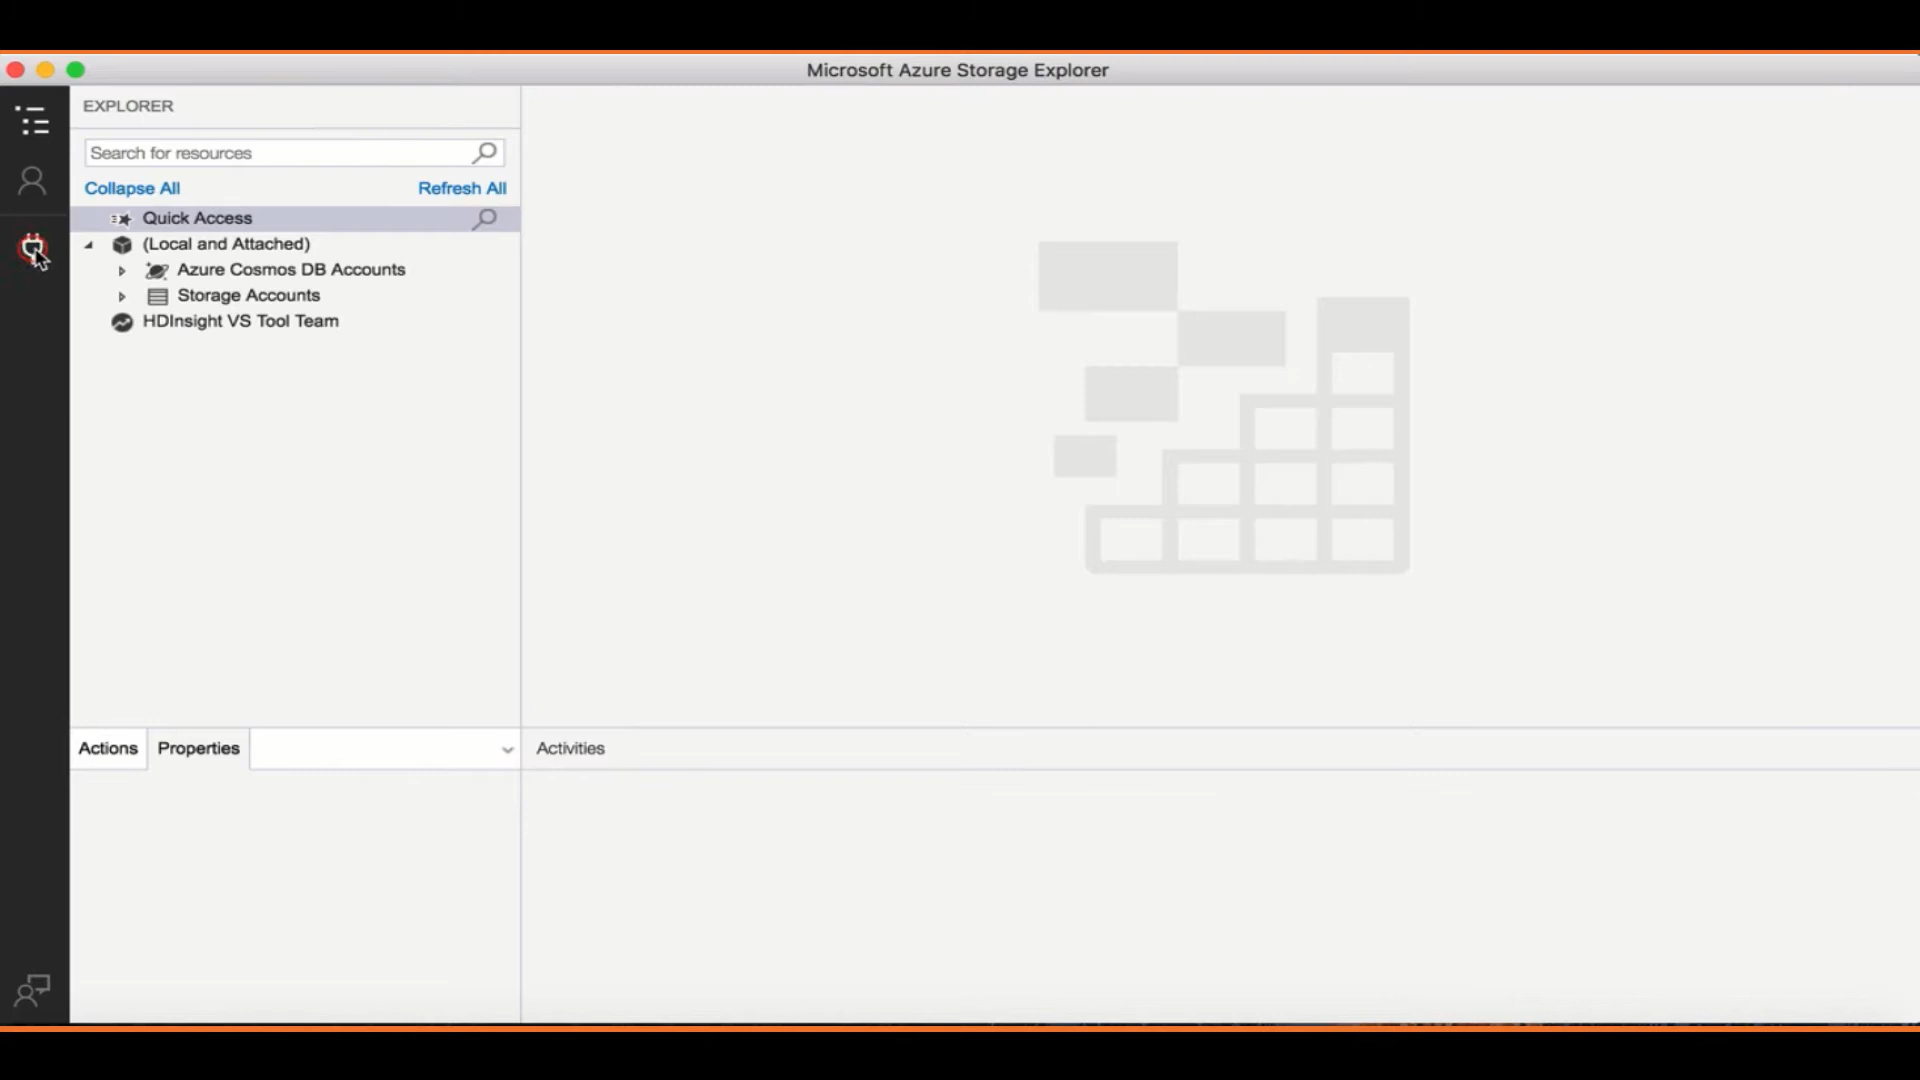 Microsoft Azure Storage Explorer
EXPLORER
Search for resources
Collapse All
Refresh All
Quick Access
(Local and Attached)
Azure Cosmos DB Accounts
Storage Accounts
HDInsight VS Tool Team
Actions
Properties
Activities